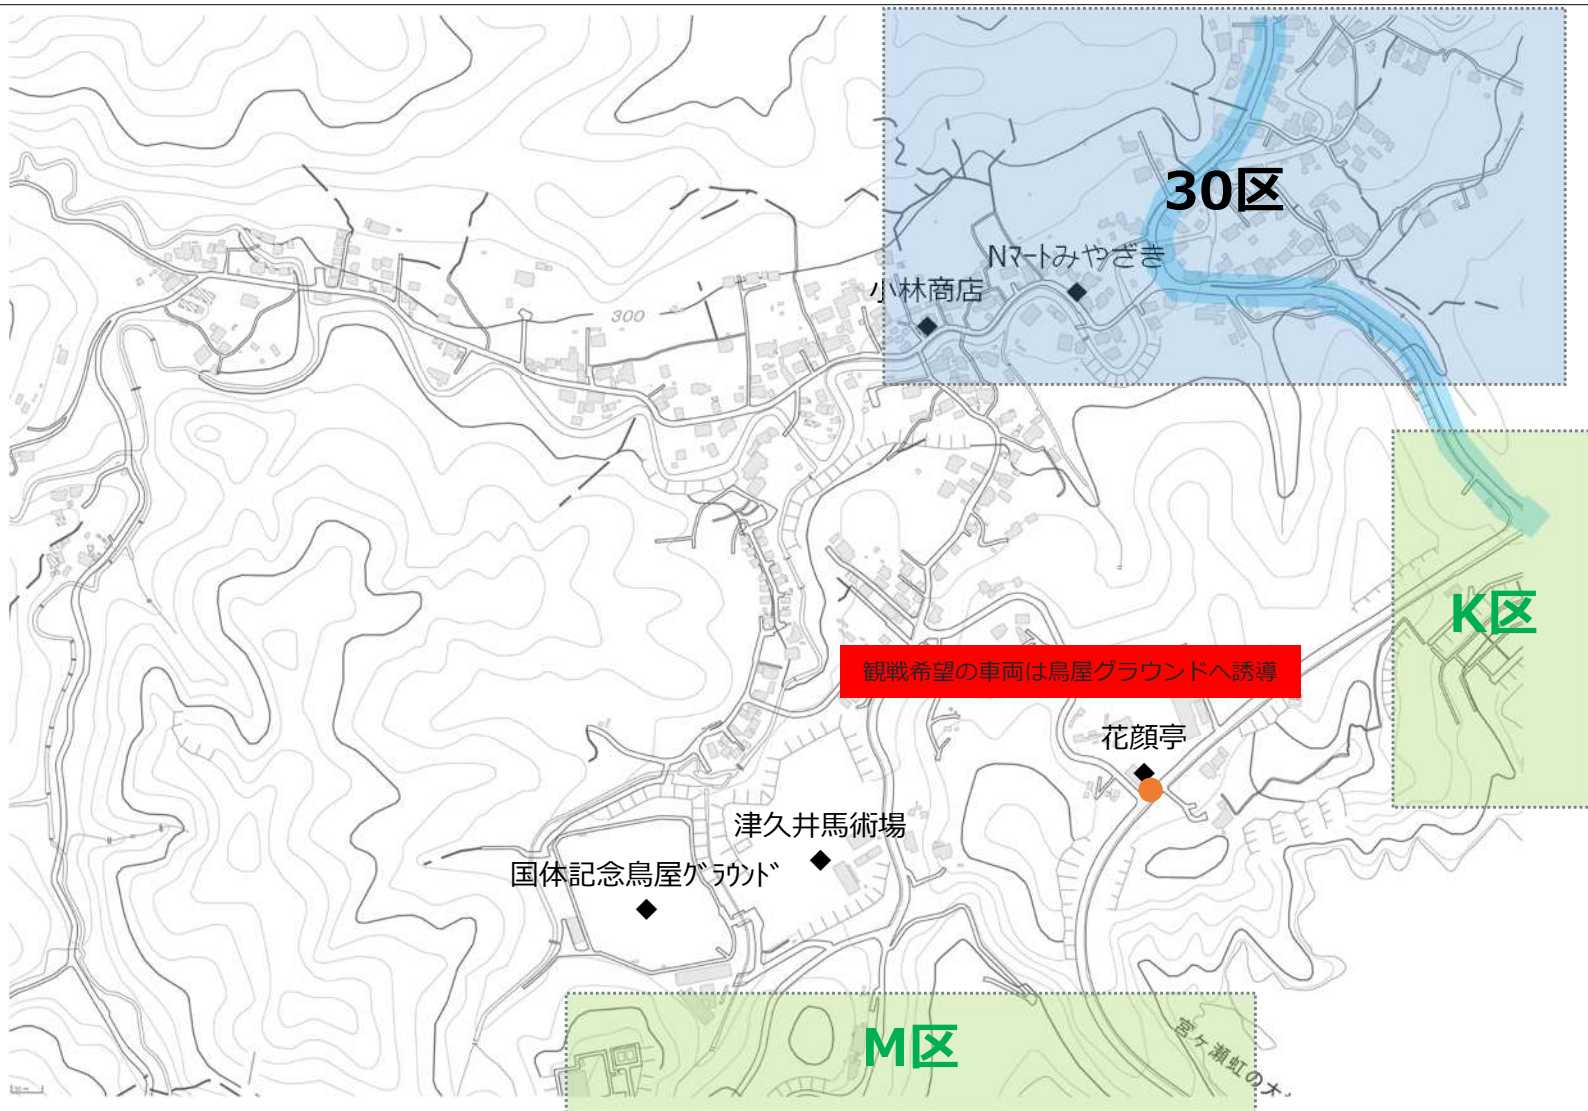 30区
Nマートみやざき
小林商店
300
K区
観戦希望の車両は鳥屋グラウンドへ誘導
花顔亭
津久井馬術場
国体記念鳥屋グラウンド
M区
宮ヶ瀬虹の大